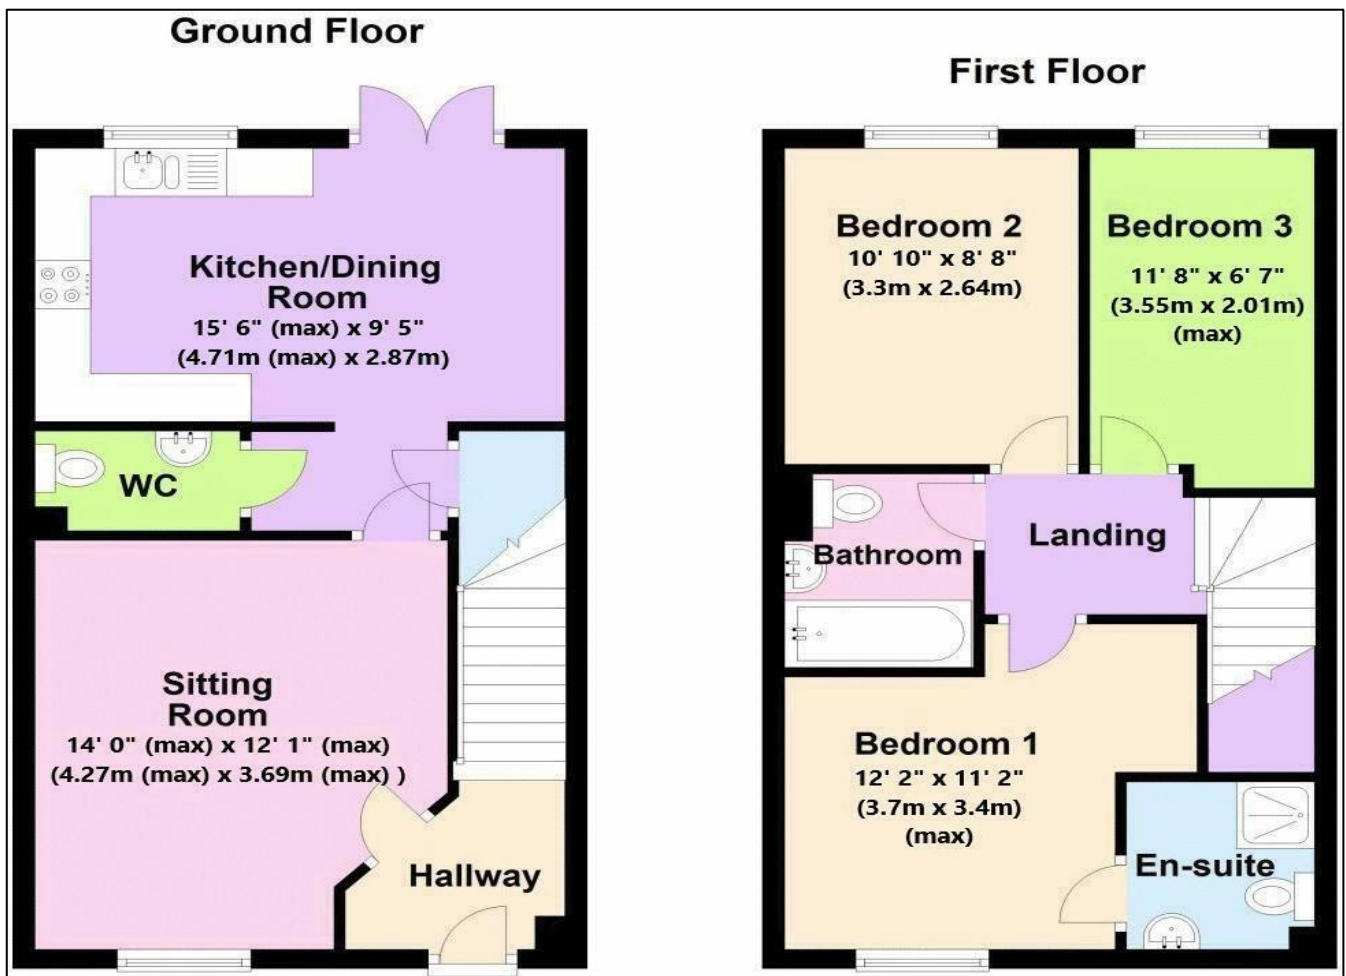 Ground Floor
Kitchen/Dining
Room
15' 6" (max) x 9' 5"
(4.71m (max) x 2.87m)
WC
Sitting
Room
14' 0" (max) x 12' 1" (max)
(4.27m (max) x 3.69m (max) )
Hallway
First Floor
Bedroom 2
10' 10" x 8' 8"
(3.3m x 2.64m)
Bedroom 3
11' 8" x 6' 7"
(3.55m x 2.01m)
(max)
Bathroom
Landing
Bedroom 1
12' 2" x 11' 2"
(3.7m x 3.4m)
(max)
En-suite